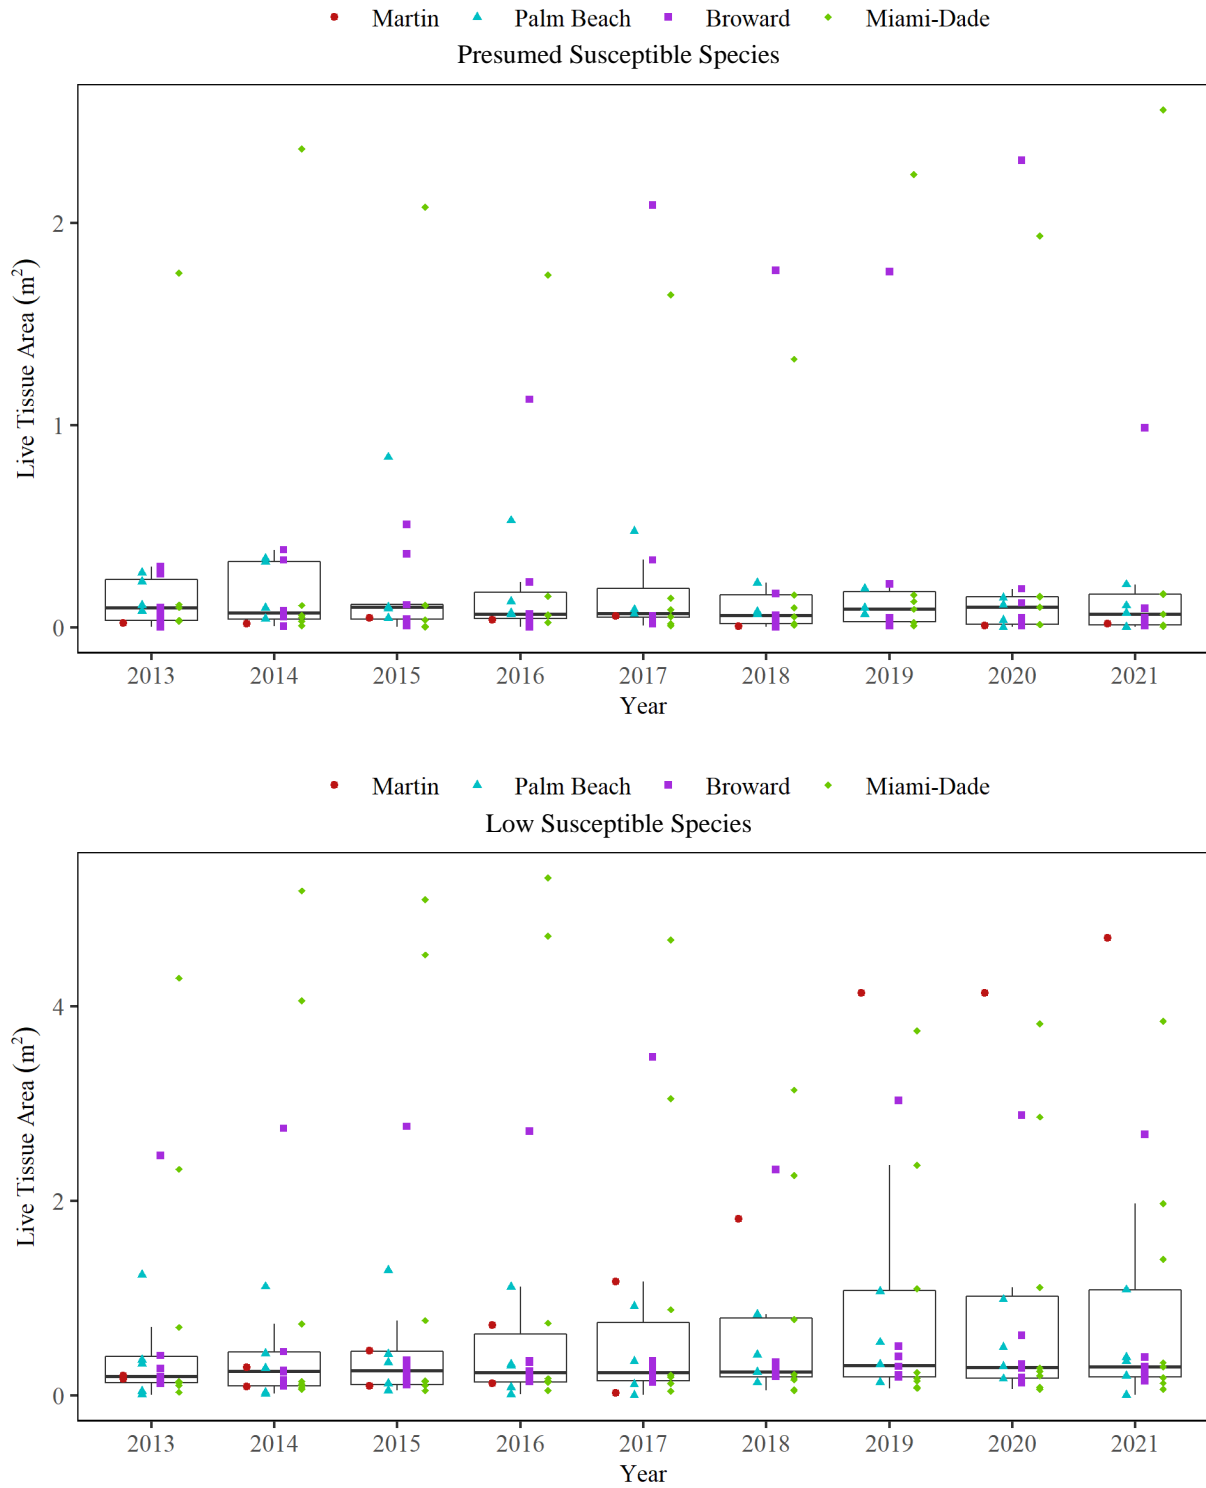 Martin Palm Beach Broward Miami-Dade
Presumed Susceptible Species
Live Tissue Area (m²)
2
1
0
2013 2014 2015 2016 2017 2018 2019 2020 2021
Year
Martin Palm Beach Broward Miami-Dade
Low Susceptible Species
Live Tissue Area (m²)
4
2
0
2013 2014 2015 2016 2017 2018 2019 2020 2021
Year